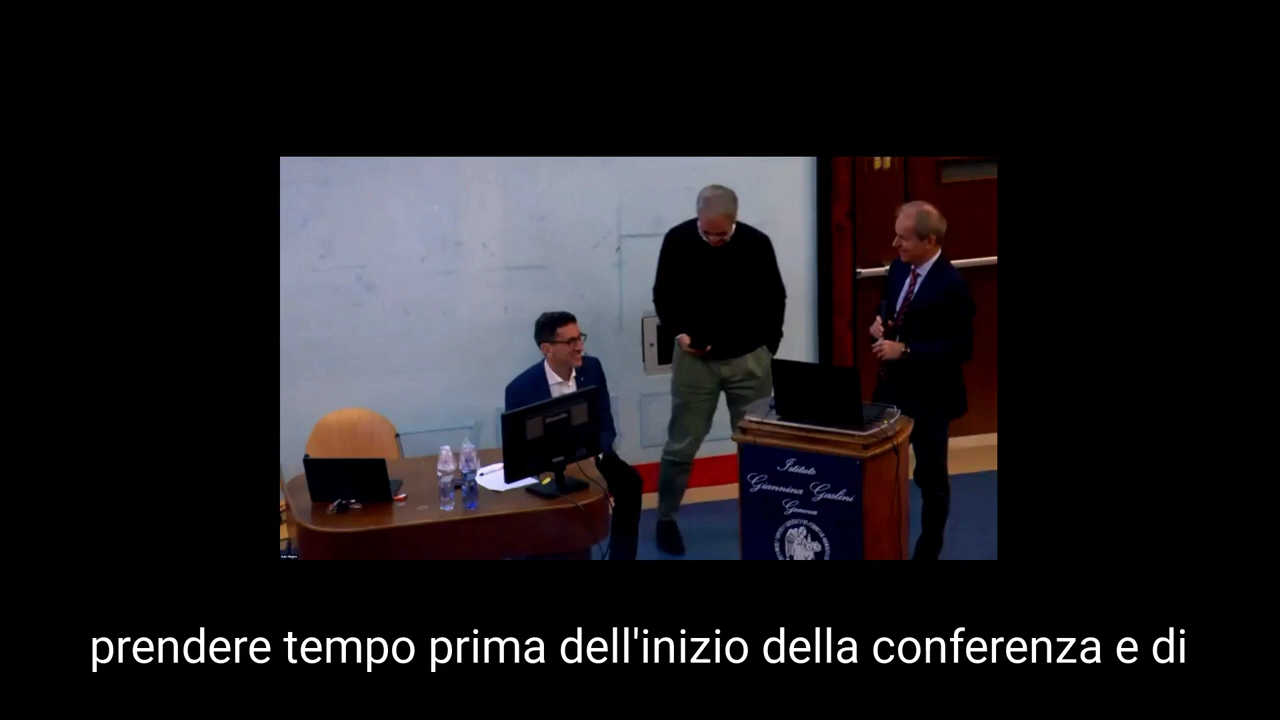 Istituto
Giannina Gaslini
Genova
prendere tempo prima dell'inizio della conferenza e di